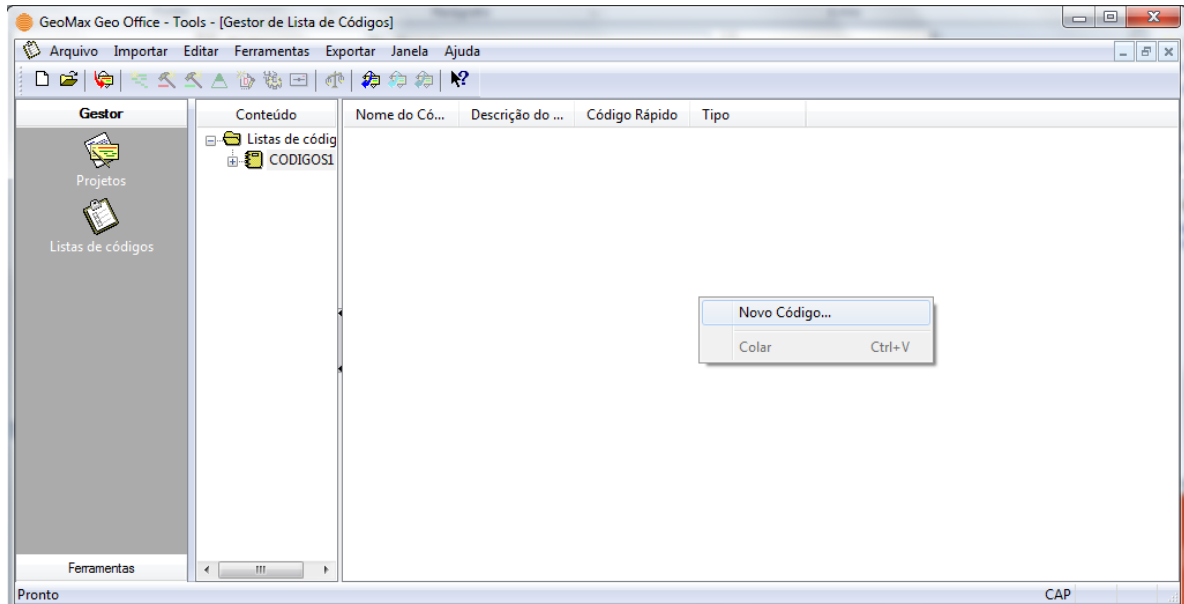 GeoMax Geo Office - Tools - [Gestor de Lista de Códigos]
Arquivo Importar Editar Ferramentas Exportar Janela Ajuda
Gestor
Projetos
Listas de códigos
Ferramentas
Conteúdo
Listas de códig
CODIGOS1
Nome do Có... Descrição do ... Código Rápido Tipo
Novo Código...
Colar Ctrl+V
Pronto CAP